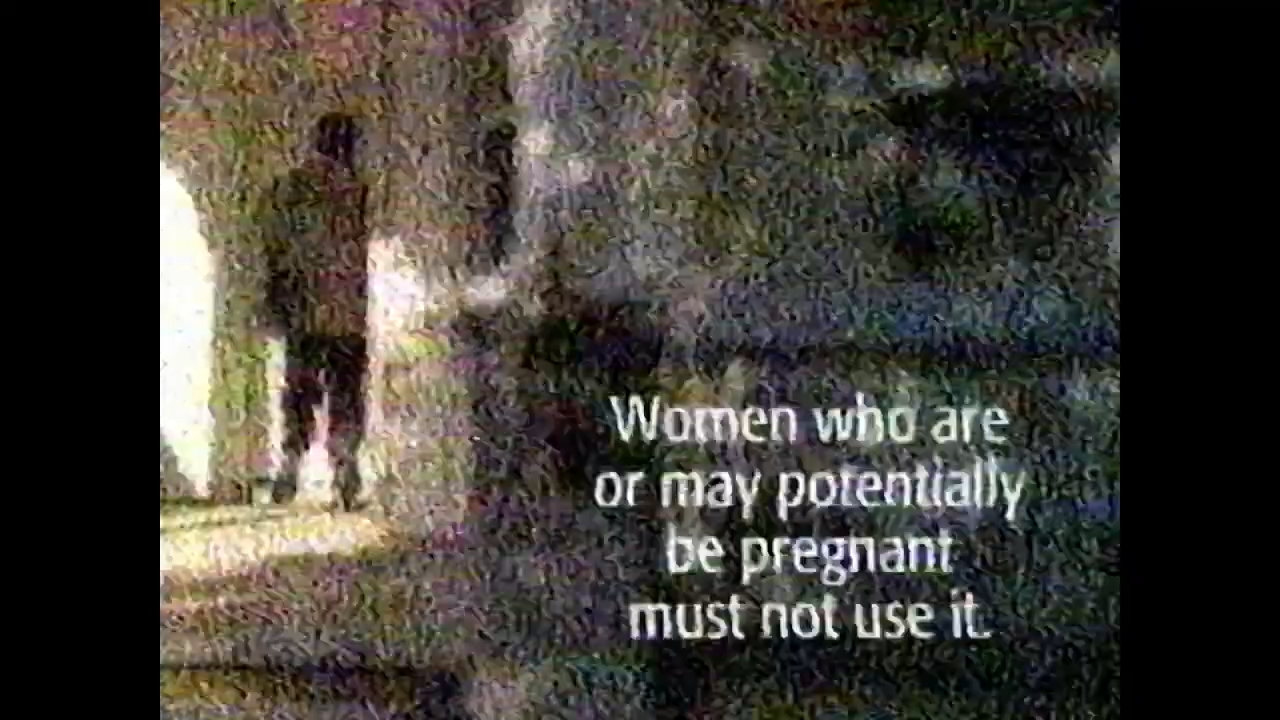 Women who are
or may potentially
be pregnant
must not use it.